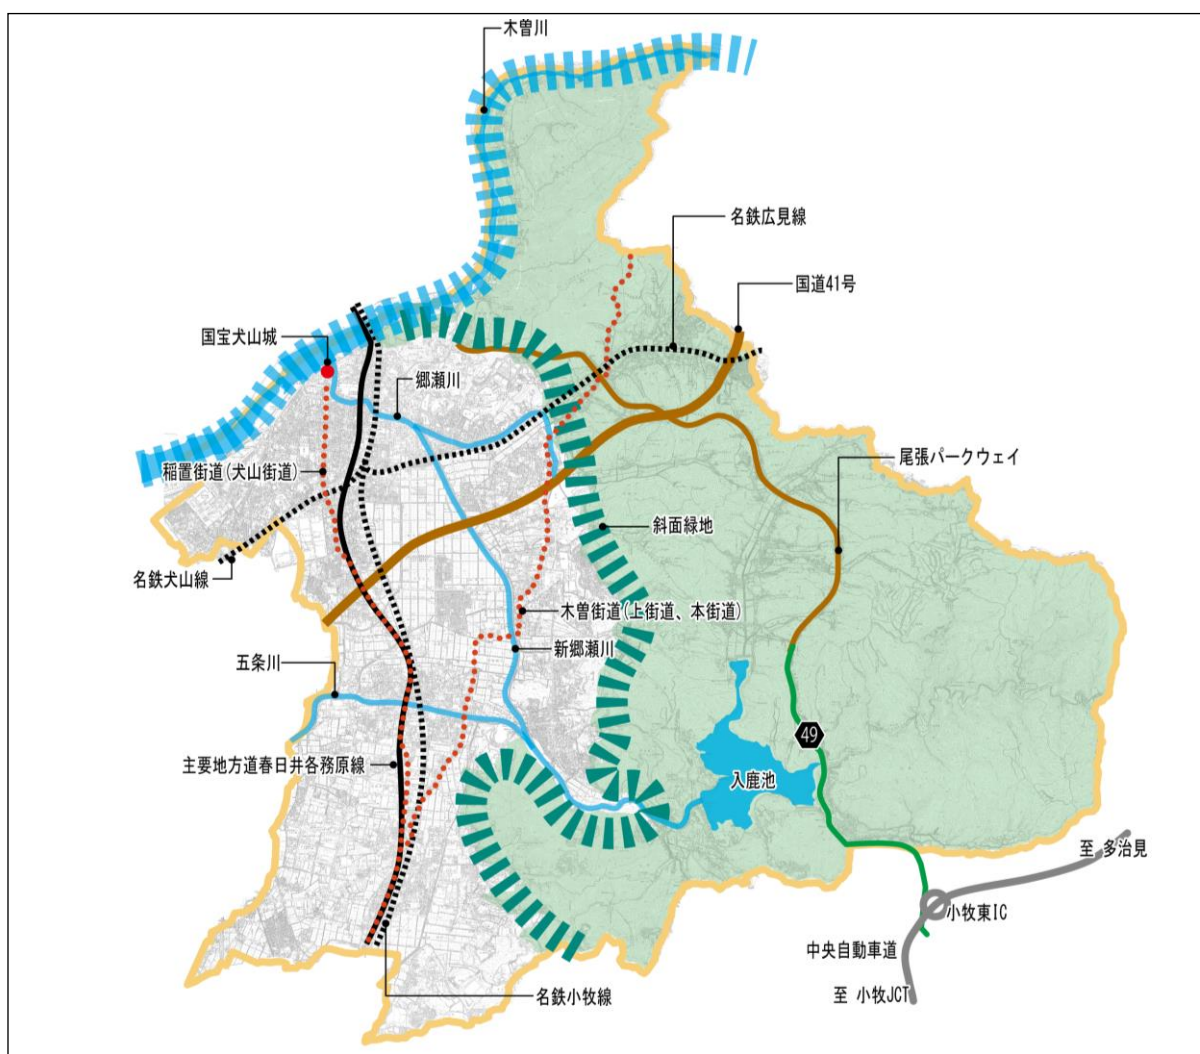 木曽川
名鉄広見線
国道41号
国宝犬山城
郷瀬川
尾張パークウェイ
稲置街道(犬山街道)
斜面緑地
名鉄犬山線
木曽街道(上街道、本街道)
新郷瀬川
五条川
49
主要地方道春日井各務原線
入鹿池
至 多治見
小牧東IC
中央自動車道
至 小牧JCT
名鉄小牧線